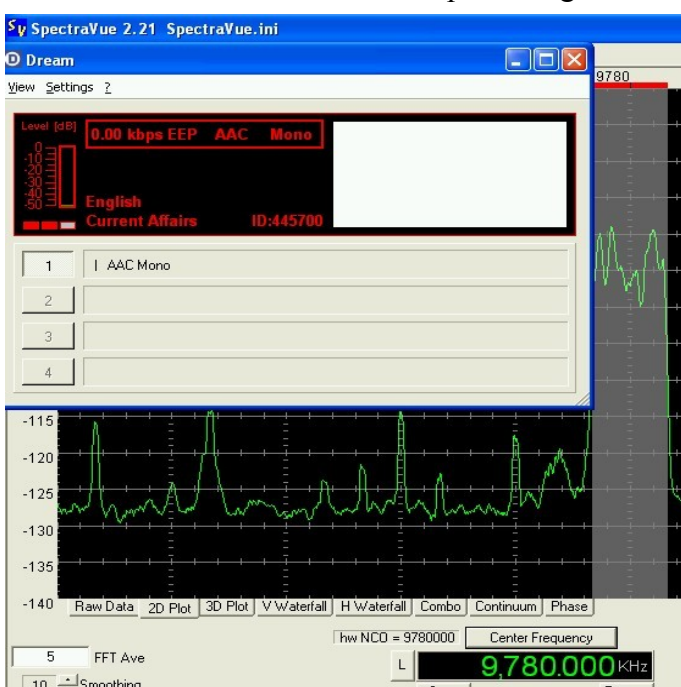 SpectraVue 2.21 SpectraVue.ini
Dream
View Settings ?
9780
Level [dB]
0.00 kbps EEP AAC Mono
0
-10
-20
-30
-40
-50
English
Current Affairs ID:445700
1 | AAC Mono
2
3
4
-115
-120
-125
-130
-135
-140
Raw Data 2D Plot 3D Plot V Waterfall H Waterfall Combo Continuum Phase
hw NCO = 9780000 Center Frequency
5 FFT Ave
L 9,780.000 KHz
10 Smoothing